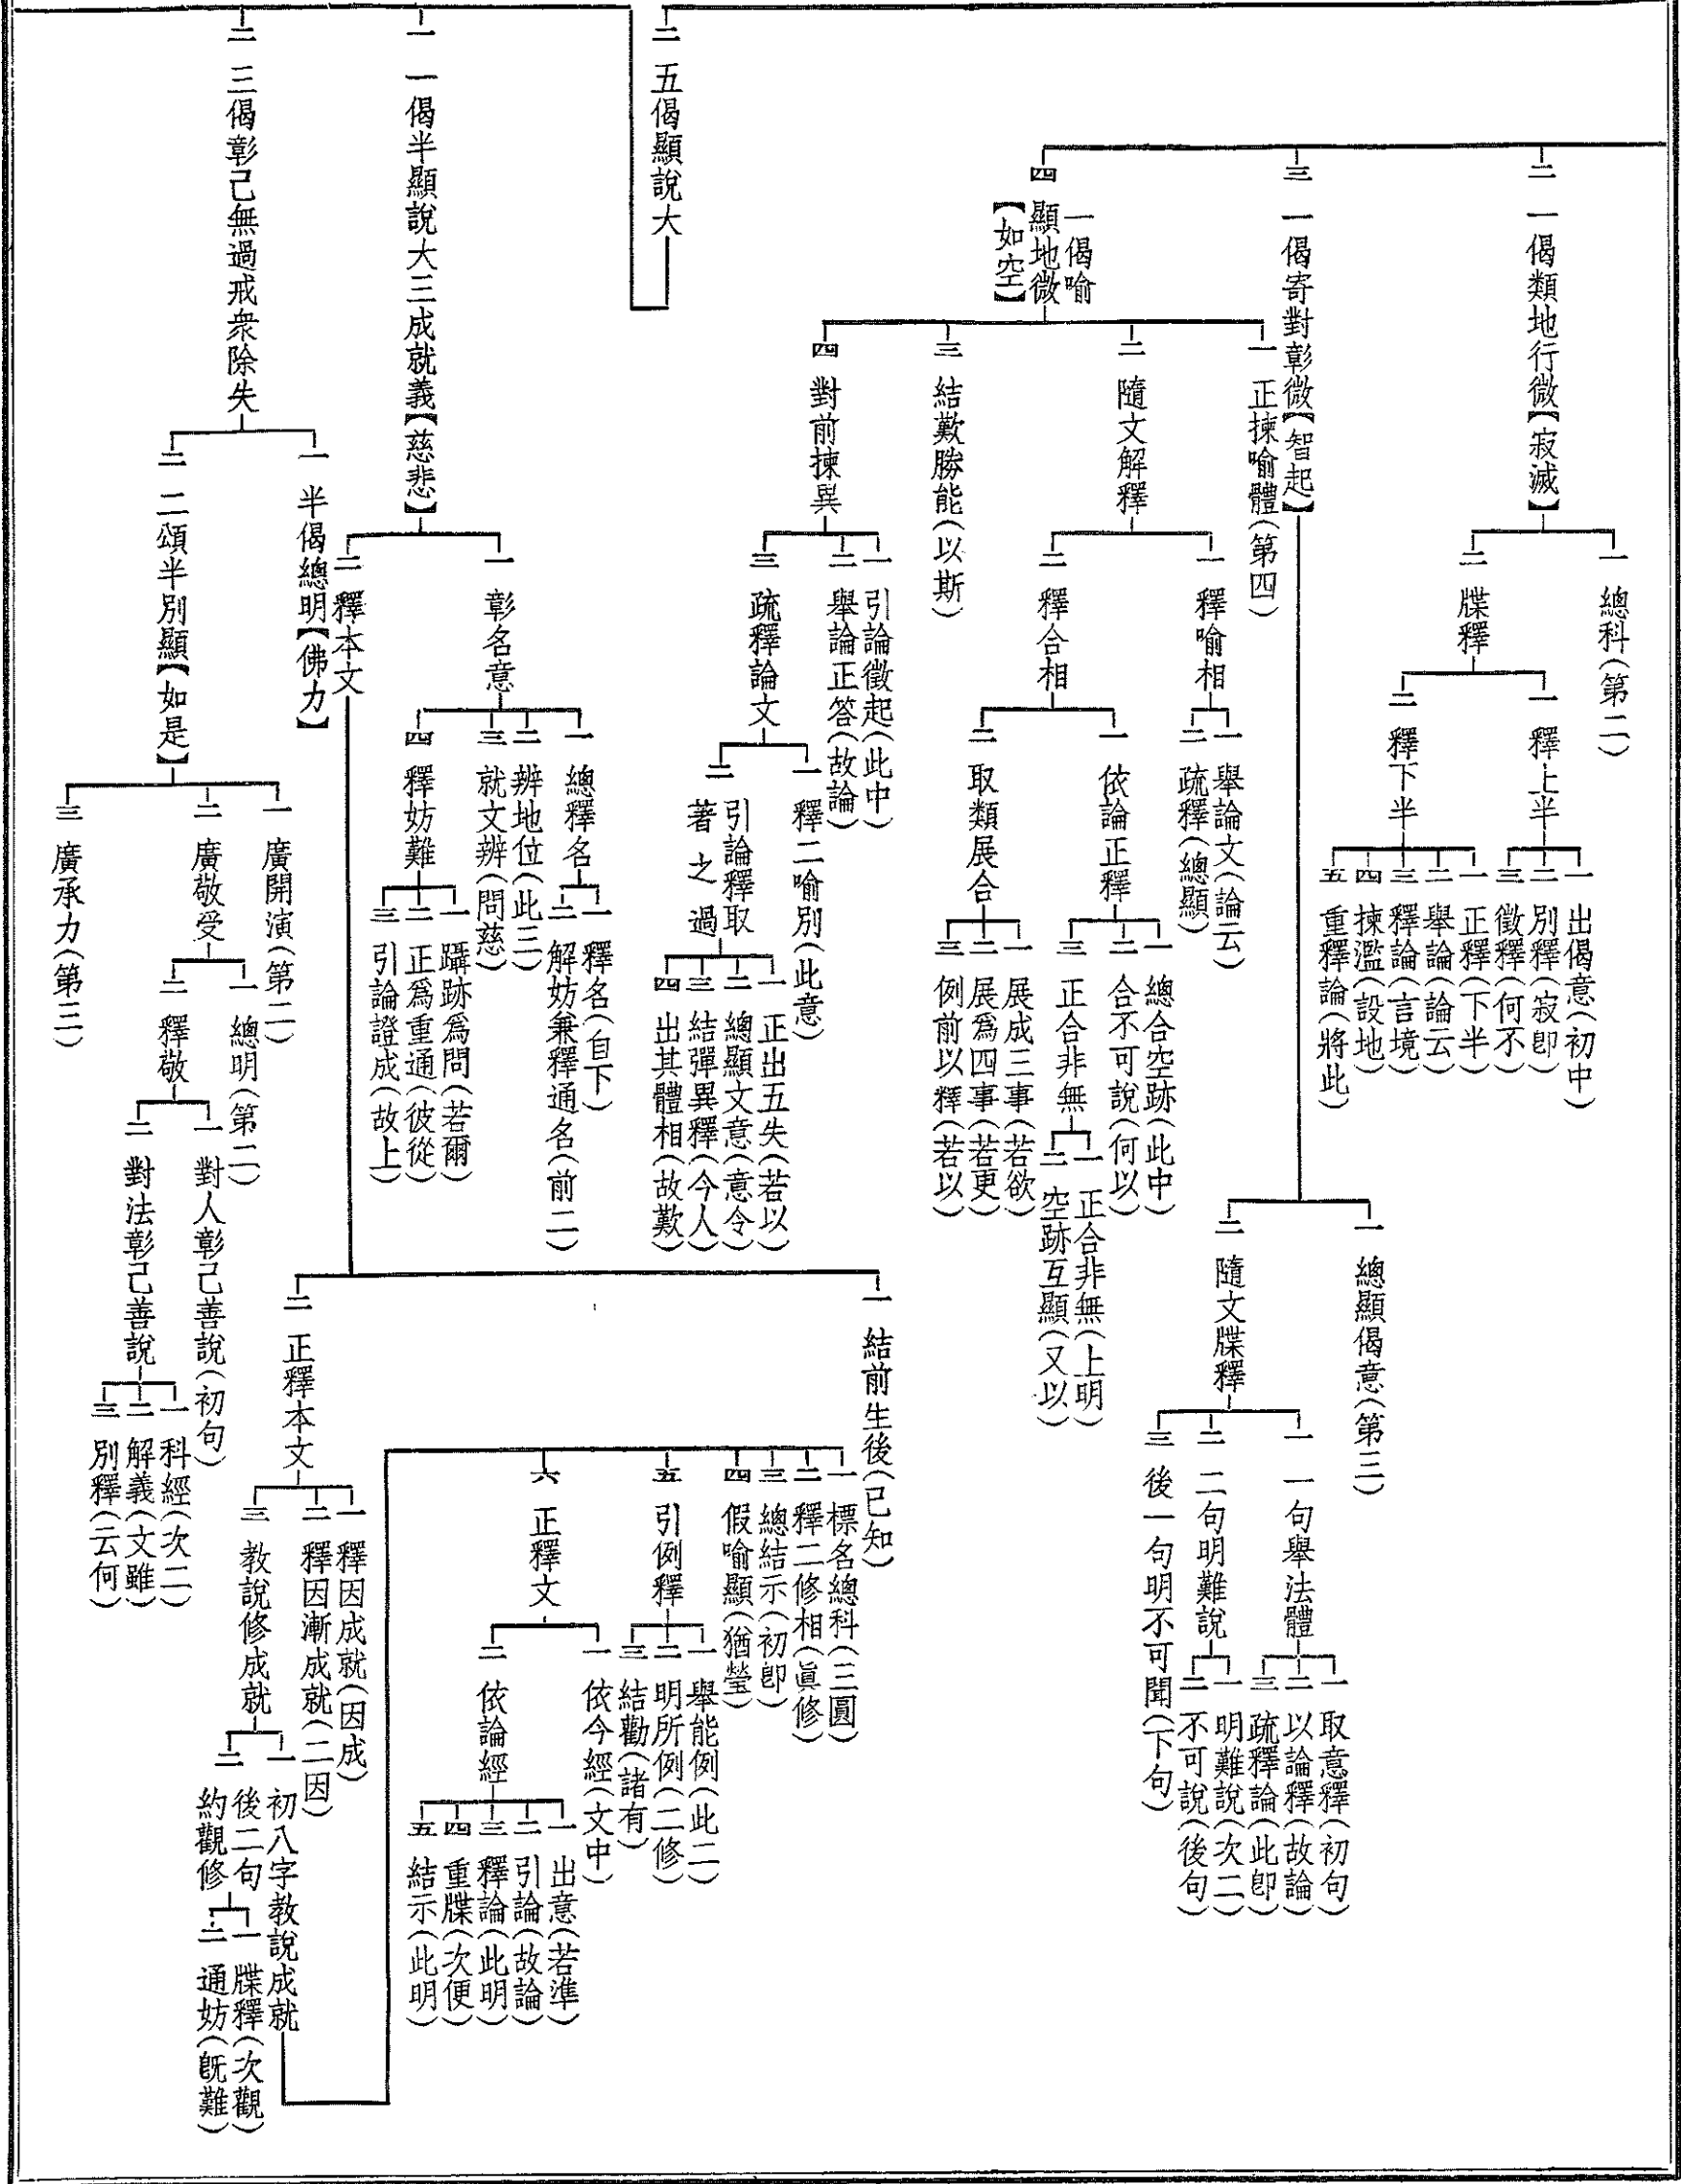 二 一偈類地行微【寂滅】
一 總科(第二)
二 牒釋
一 釋上半
一 出偈意(初中)
二 別釋(寂卽)
三 徵釋(何不)
二 釋下半
一 正釋(下半)
二 舉論(論云)
三 釋論(言境)
四 揀濫(設地)
五 重釋論(將此)
三 一偈寄對彰微【智起】
一 總顯偈意(第三)
二 隨文牒釋
一 一句舉法體
一 取意釋(初句)
二 以論釋(故論)
三 疏釋論(此卽)
二 二句明難說
一 明難說(次二)
二 不可說(後句)
三 後一句明不可聞(下句)
四 一偈喻顯地微【如空】
一 正揀喻體(第四)
二 隨文解釋
一 釋喻相
一 舉論文(論云)
二 疏釋(總顯)
二 釋合相
一 依論正釋
一 總合空跡(此中)
二 合不可說(何以)
三 正合非無
一 正合非無(上明)
二 空跡互顯(又以)
二 取類展合
一 展成三事(若欲)
二 展爲四事(若更)
三 例前以釋(若以)
三 結歎勝能(以斯)
四 對前揀異
一 引論徵起(此中)
二 舉論正答(故論)
三 疏釋論文
一 釋二喻別(此意)
二 引論釋取著之過
一 正出五失(若以)
二 總顯文意(意令)
三 結彈異釋(今人)
四 出其體相(故歎)
二 五偈顯說大
一 一偈半顯說大三成就義【慈悲】
一 彰名意
一 總釋名
一 釋名(自下)
二 解妨兼釋通名(前二)
二 辨地位(此三)
三 就文辨(問慈)
四 釋妨難
一 躡跡爲問(若爾)
二 正爲重通(彼從)
三 引論證成(故上)
二 釋本文
一 結前生後(已知)
二 正釋本文
一 釋因成就(因成)
二 釋因漸成就(二因)
三 教說修成就
一 初八字教說成就
一 標名總科(三圓)
二 釋二修相(眞修)
三 總結示(初卽)
四 假喻顯(猶瑩)
五 引例釋
一 舉能例(此二)
二 明所例(二修)
三 結勸(諸有)
六 正釋文
一 依今經(文中)
二 依論經
一 出意(若準)
二 引論(故論)
三 釋論(此明)
四 重牒(次便)
五 結示(此明)
二 後二句約觀修
一 牒釋(次觀)
二 通妨(旣難)
二 三偈彰己無過戒衆除失
一 半偈總明【佛力】
二 二頌半別顯【如是】
一 廣開演(第二)
二 廣敬受
一 總明(第二)
二 釋敬
一 對人彰己善說(初句)
二 對法彰己善說
一 科經(次二)
二 解義(文雖)
三 別釋(云何)
三 廣承力(第三)